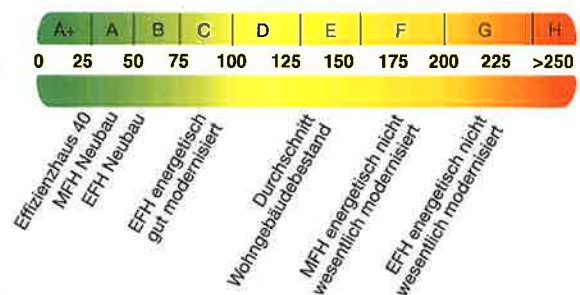 A+ A B C D E F G H
0 25 50 75 100 125 150 175 200 225 >250
Effizienzhaus 40
MFH Neubau
EFH Neubau
EFH energetisch
gut modernisiert
Durchschnitt
Wohngebäudebestand
MFH energetisch nicht
wesentlich modernisiert
EFH energetisch nicht
wesentlich modernisiert